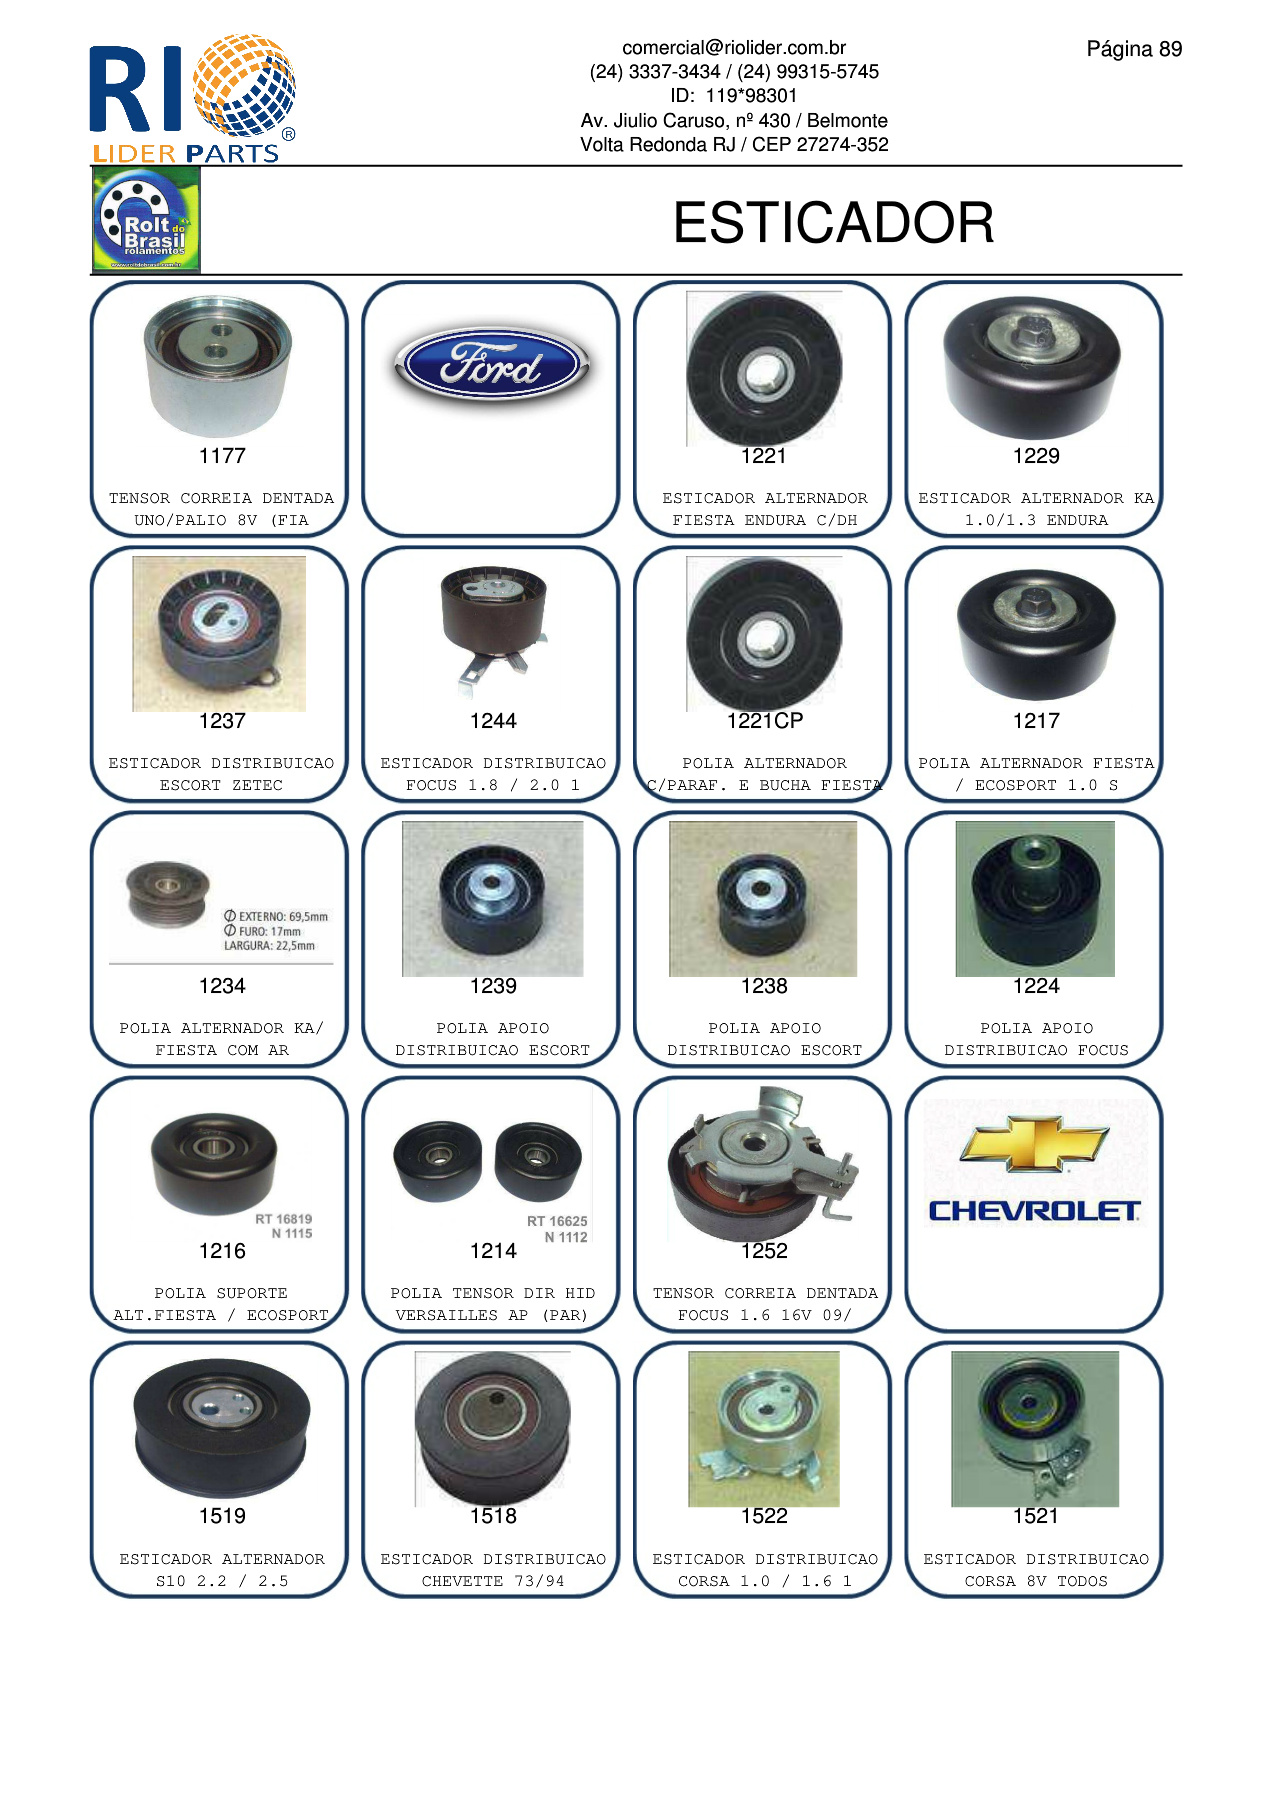 RIO
LIDER PARTS
®
comercial@riolider.com.br
(24) 3337-3434 / (24) 99315-5745
ID: 119*98301
Av. Jiulio Caruso, nº 430 / Belmonte
Volta Redonda RJ / CEP 27274-352
Página 89
Rolt do
Brasil
rolamentos
www.roltdobrasil.com.br
ESTICADOR
1177
TENSOR CORREIA DENTADA
UNO/PALIO 8V (FIA
Ford
1221
ESTICADOR ALTERNADOR
FIESTA ENDURA C/DH
1229
ESTICADOR ALTERNADOR KA
1.0/1.3 ENDURA
1237
ESTICADOR DISTRIBUICAO
ESCORT ZETEC
1244
ESTICADOR DISTRIBUICAO
FOCUS 1.8 / 2.0 1
1221CP
POLIA ALTERNADOR
C/PARAF. E BUCHA FIESTA
1217
POLIA ALTERNADOR FIESTA
/ ECOSPORT 1.0 S
Ø EXTERNO: 69,5mm
Ø FURO: 17mm
LARGURA: 22,5mm
1234
POLIA ALTERNADOR KA/
FIESTA COM AR
1239
POLIA APOIO
DISTRIBUICAO ESCORT
1238
POLIA APOIO
DISTRIBUICAO ESCORT
1224
POLIA APOIO
DISTRIBUICAO FOCUS
RT 16819
N 1115
1216
POLIA SUPORTE
ALT.FIESTA / ECOSPORT
RT 16625
N 1112
1214
POLIA TENSOR DIR HID
VERSAILLES AP (PAR)
1252
TENSOR CORREIA DENTADA
FOCUS 1.6 16V 09/
CHEVROLET
1519
ESTICADOR ALTERNADOR
S10 2.2 / 2.5
1518
ESTICADOR DISTRIBUICAO
CHEVETTE 73/94
1522
ESTICADOR DISTRIBUICAO
CORSA 1.0 / 1.6 1
1521
ESTICADOR DISTRIBUICAO
CORSA 8V TODOS